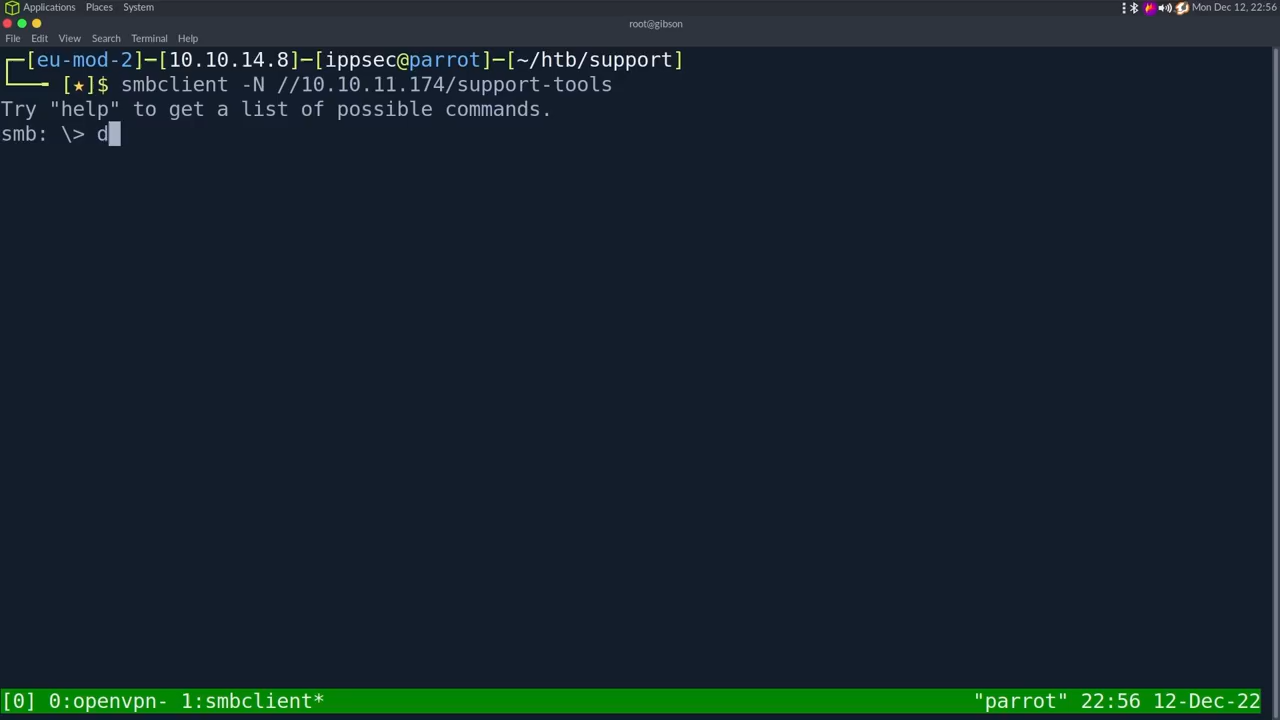 Applications Places System Mon Dec 12, 22:56
root@gibson
File Edit View Search Terminal Help
┌─[eu-mod-2]─[10.10.14.8]─[ippsec@parrot]─[~/htb/support]
└──╼ [★]$ smbclient -N //10.10.11.174/support-tools
Try "help" to get a list of possible commands.
smb: \> d
[0] 0:openvpn- 1:smbclient* "parrot" 22:56 12-Dec-22